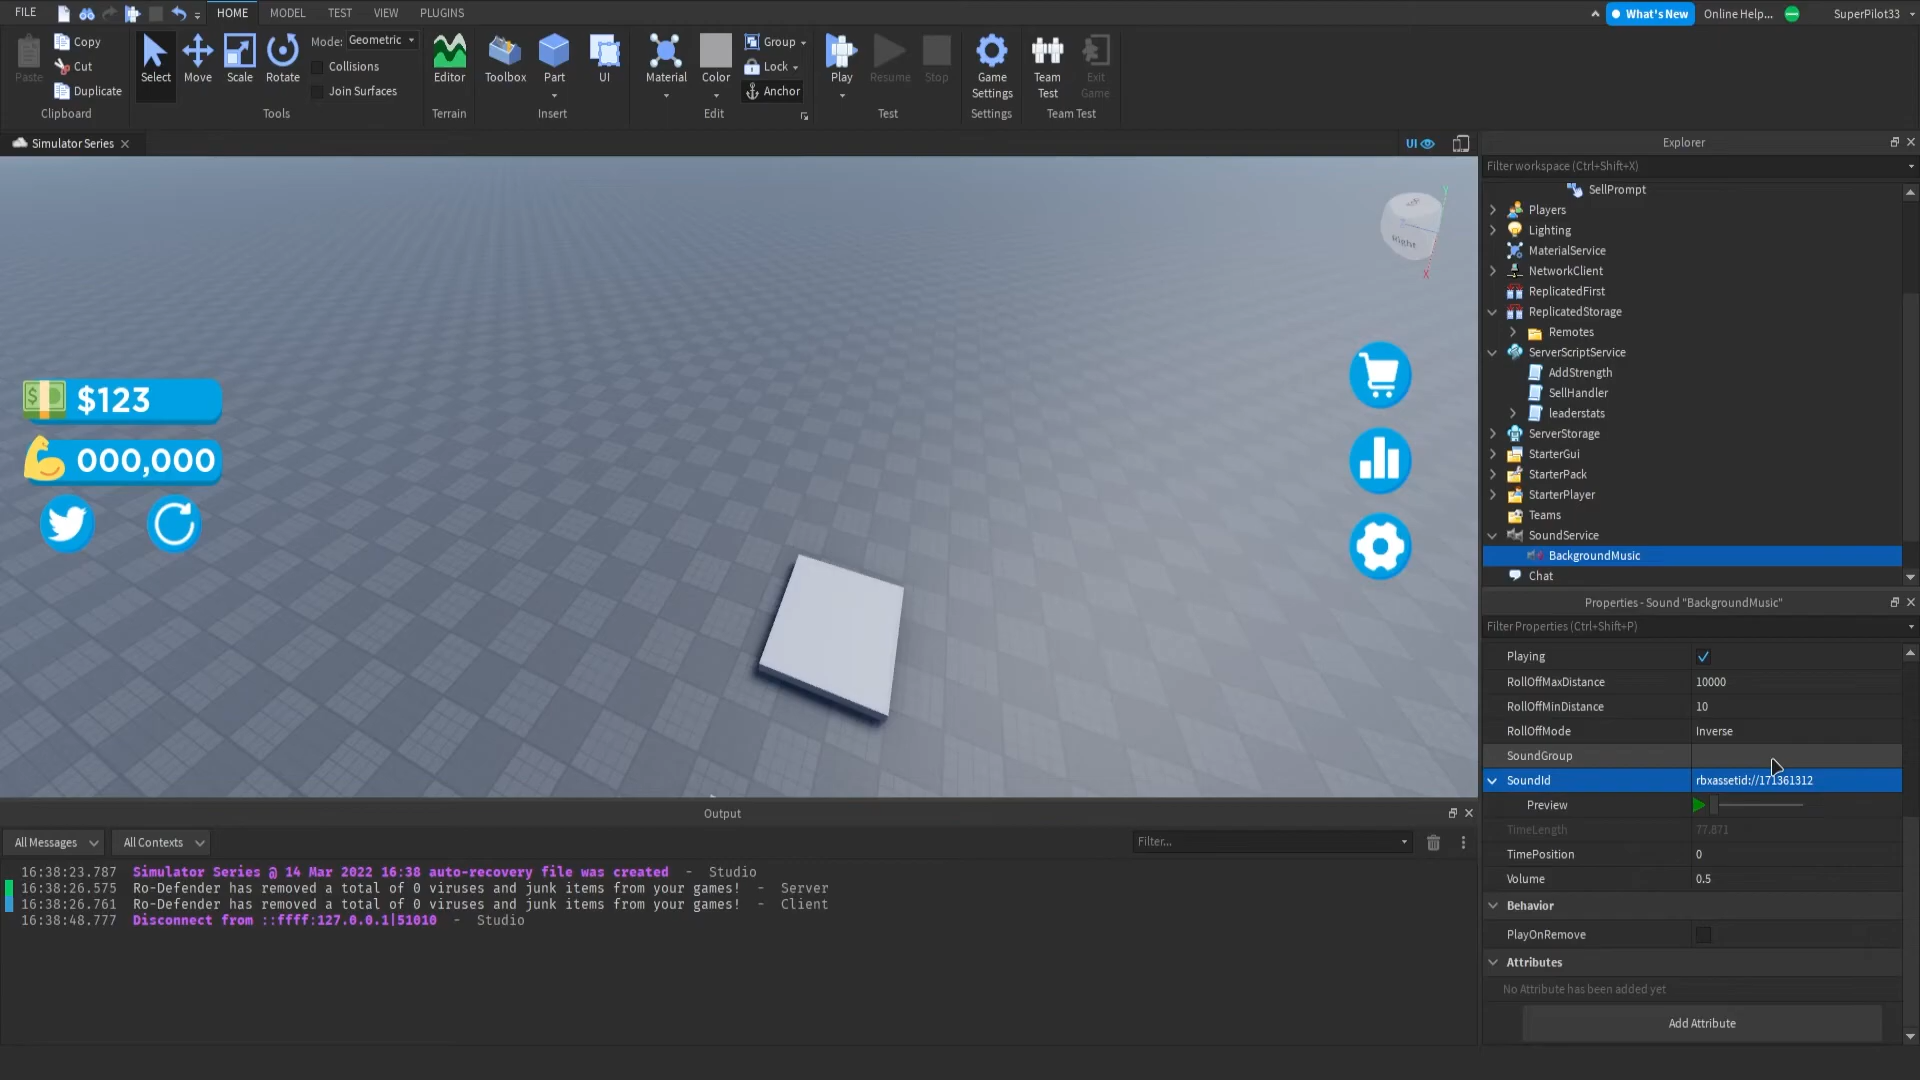 FILE
HOME
MODEL
TEST
VIEW
PLUGINS
What's New
Online Help...
SuperPilot33
Paste
Copy
Cut
Duplicate
Clipboard
Select
Move
Scale
Rotate
Mode: Geometric
Collisions
Join Surfaces
Tools
Editor
Terrain
Toolbox
Part
UI
Insert
Material
Color
Group
Lock
Anchor
Edit
Play
Resume
Stop
Test
Game
Settings
Settings
Team
Test
Exit
Game
Team Test
Simulator Series
UI
Y
Right
X
$123
000,000
Explorer
Filter workspace (Ctrl+Shift+X)
SellPrompt
Players
Lighting
MaterialService
NetworkClient
ReplicatedFirst
ReplicatedStorage
Remotes
ServerScriptService
AddStrength
SellHandler
leaderstats
ServerStorage
StarterGui
StarterPack
StarterPlayer
Teams
SoundService
BackgroundMusic
Chat
Properties - Sound "BackgroundMusic"
Filter Properties (Ctrl+Shift+P)
Playing
RollOffMaxDistance 10000
RollOffMinDistance 10
RollOffMode Inverse
SoundGroup
SoundId rbxassetid://171361312
Preview
TimeLength 77.871
TimePosition 0
Volume 0.5
Behavior
PlayOnRemove
Attributes
No Attribute has been added yet
Add Attribute
Output
All Messages
All Contexts
Filter...
16:38:23.787 Simulator Series @ 14 Mar 2022 16:38 auto-recovery file was created - Studio
16:38:26.575 Ro-Defender has removed a total of 0 viruses and junk items from your games! - Server
16:38:26.761 Ro-Defender has removed a total of 0 viruses and junk items from your games! - Client
16:38:48.777 Disconnect from ::ffff:127.0.0.1|51010 - Studio